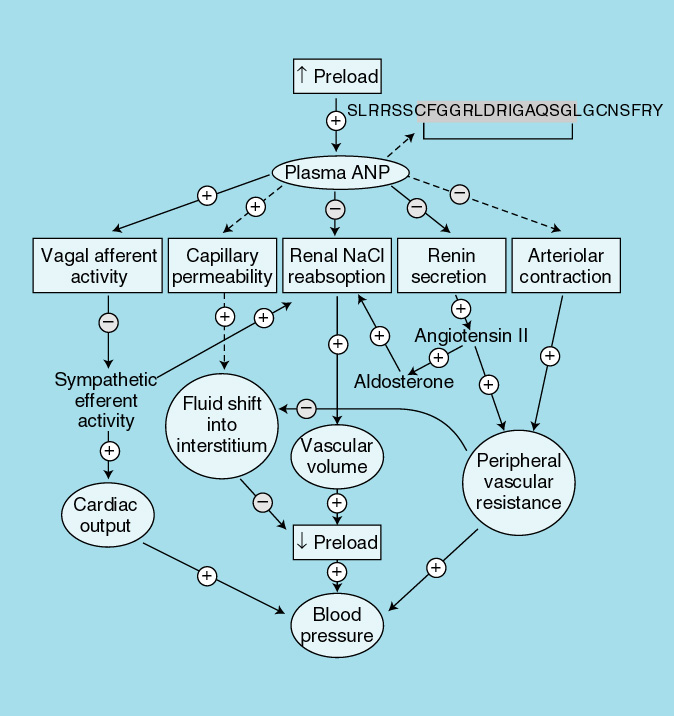 ↑ Preload
+
SLRRSSCFGGRLDRIGAQSGLGCNSFRY
Plasma ANP
+
+
−
−
−
Vagal afferent
activity
Capillary
permeability
Renal NaCl
reabsoption
Renin
secretion
Arteriolar
contraction
−
+
+
+
+
+
+
+
+
Angiotensin II
Aldosterone
Sympathetic
efferent
activity
+
Fluid shift
into
interstitium
−
Vascular
volume
Peripheral
vascular
resistance
Cardiac
output
−
+
↓ Preload
+
+
+
Blood
pressure